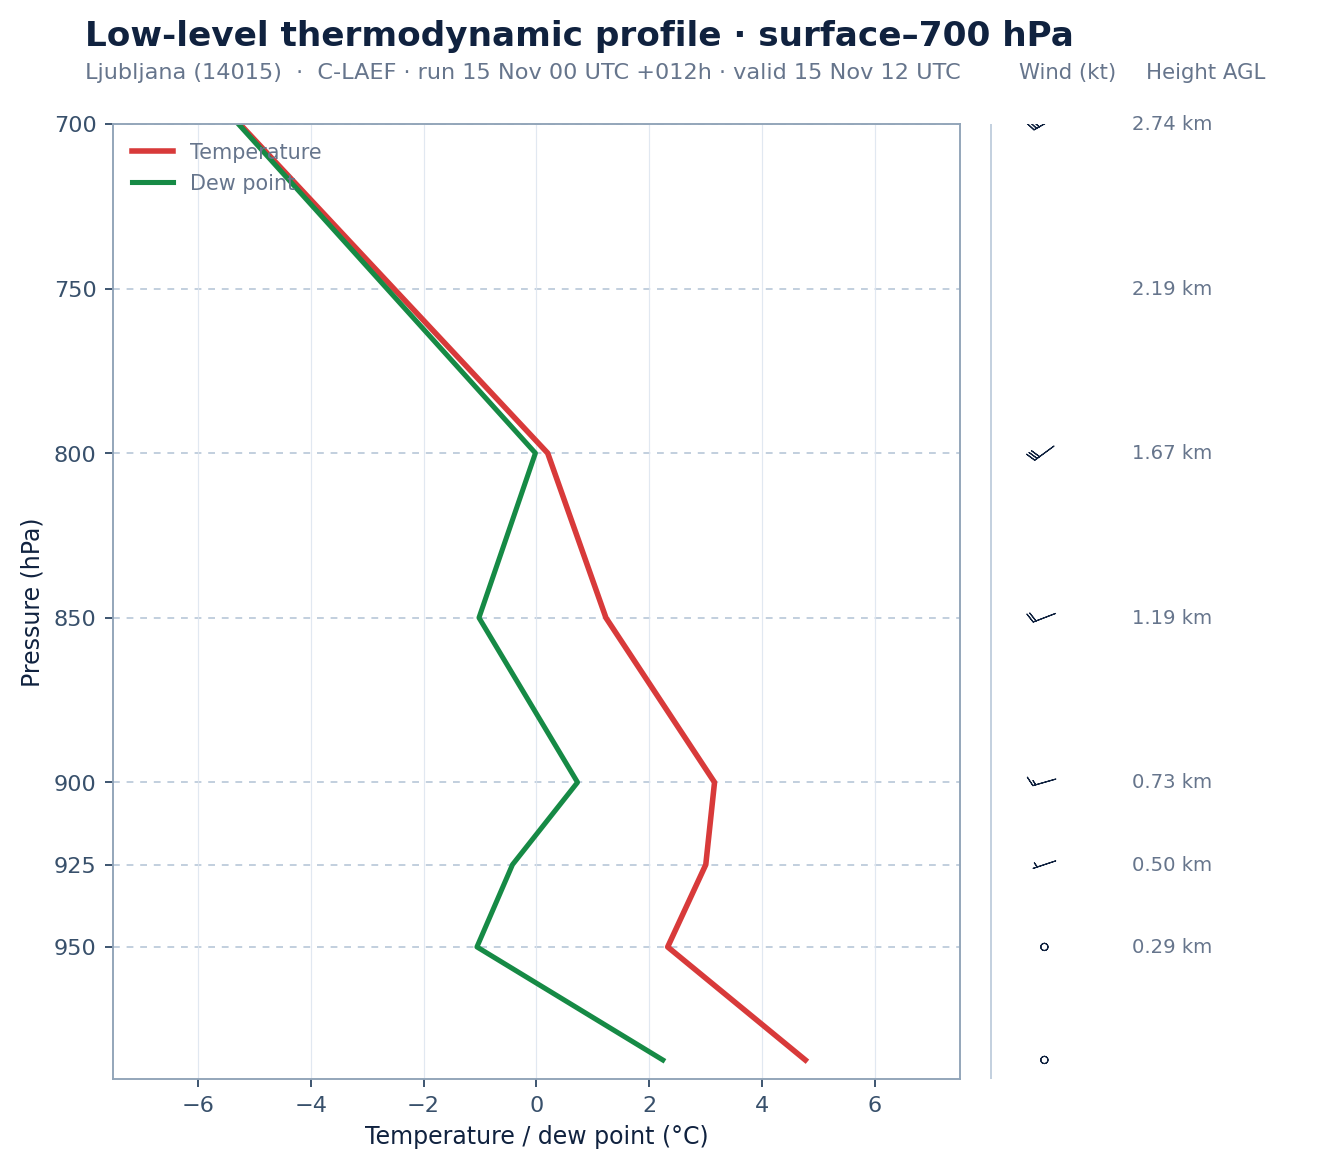 Low-level thermodynamic profile · surface–700 hPa
Ljubljana (14015) · C-LAEF · run 15 Nov 00 UTC +012h · valid 15 Nov 12 UTC
Wind (kt) Height AGL
700 2.74 km
Temperature
Dew point
750 2.19 km
800 1.67 km
850 1.19 km
900 0.73 km
925 0.50 km
950 0.29 km
Pressure (hPa)
−6 −4 −2 0 2 4 6
Temperature / dew point (°C)